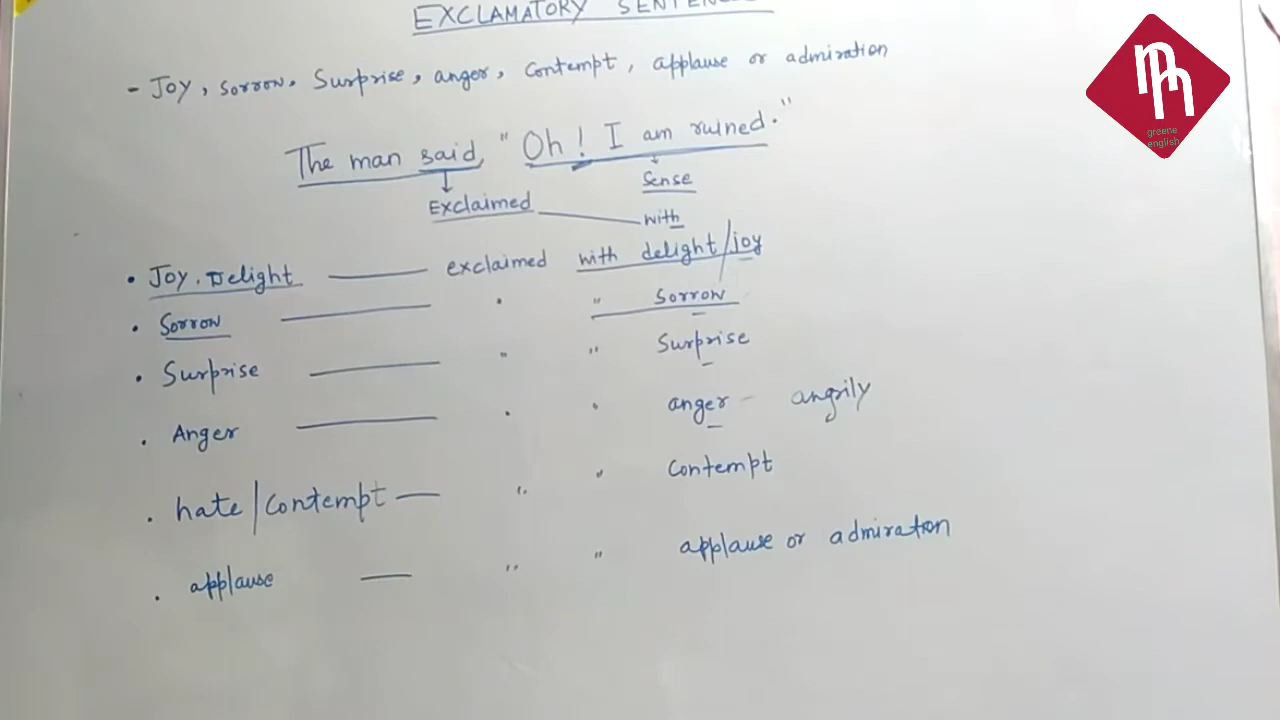 EXCLAMATORY SENTENC
- Joy, sorrow, Surprise, anger, Contempt, applause or admiration
The man said, "Oh! I am ruined."
Sense
Exclaimed
with
• Joy. Delight — exclaimed with delight/joy
• Sorrow — " " Sorrow
• Surprise — " " Surprise
• Anger — " " anger - angrily
• hate/Contempt — " " Contempt
• applause — " " applause or admiration
greene
english